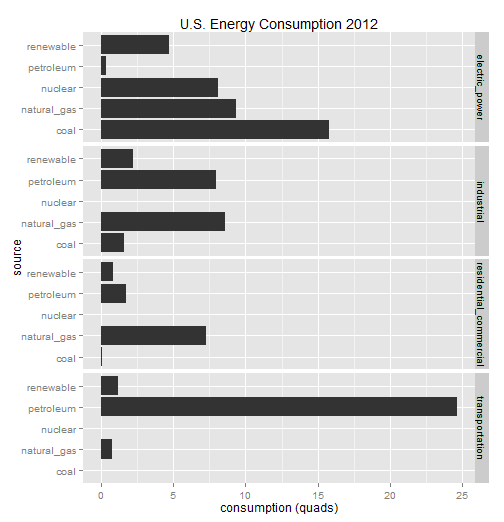 U.S. Energy Consumption 2012
source
renewable
petroleum
nuclear
natural_gas
coal
electric_power
renewable
petroleum
nuclear
natural_gas
coal
industrial
renewable
petroleum
nuclear
natural_gas
coal
residential_commercial
renewable
petroleum
nuclear
natural_gas
coal
transportation
0 5 10 15 20 25
consumption (quads)